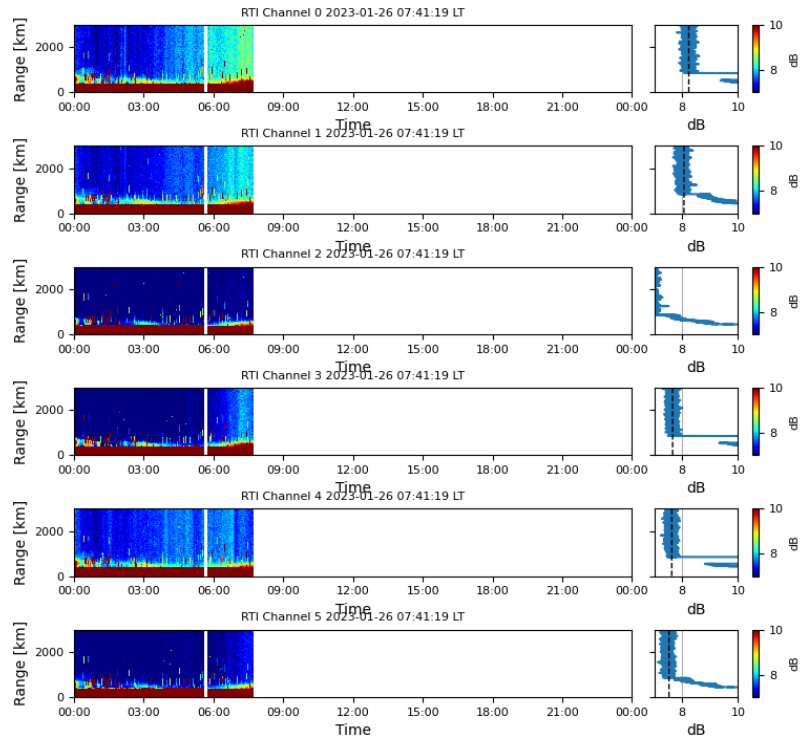 RTI Channel 0 2023-01-26 07:41:19 LT
Range [km]
2000
0
00:00 03:00 06:00 09:00 12:00 15:00 18:00 21:00 00:00
Time
8 10
dB
10
8
dB
RTI Channel 1 2023-01-26 07:41:19 LT
Range [km]
2000
0
00:00 03:00 06:00 09:00 12:00 15:00 18:00 21:00 00:00
Time
8 10
dB
10
8
dB
RTI Channel 2 2023-01-26 07:41:19 LT
Range [km]
2000
0
00:00 03:00 06:00 09:00 12:00 15:00 18:00 21:00 00:00
Time
8 10
dB
10
8
dB
RTI Channel 3 2023-01-26 07:41:19 LT
Range [km]
2000
0
00:00 03:00 06:00 09:00 12:00 15:00 18:00 21:00 00:00
Time
8 10
dB
10
8
dB
RTI Channel 4 2023-01-26 07:41:19 LT
Range [km]
2000
0
00:00 03:00 06:00 09:00 12:00 15:00 18:00 21:00 00:00
Time
8 10
dB
10
8
dB
RTI Channel 5 2023-01-26 07:41:19 LT
Range [km]
2000
0
00:00 03:00 06:00 09:00 12:00 15:00 18:00 21:00 00:00
Time
8 10
dB
10
8
dB